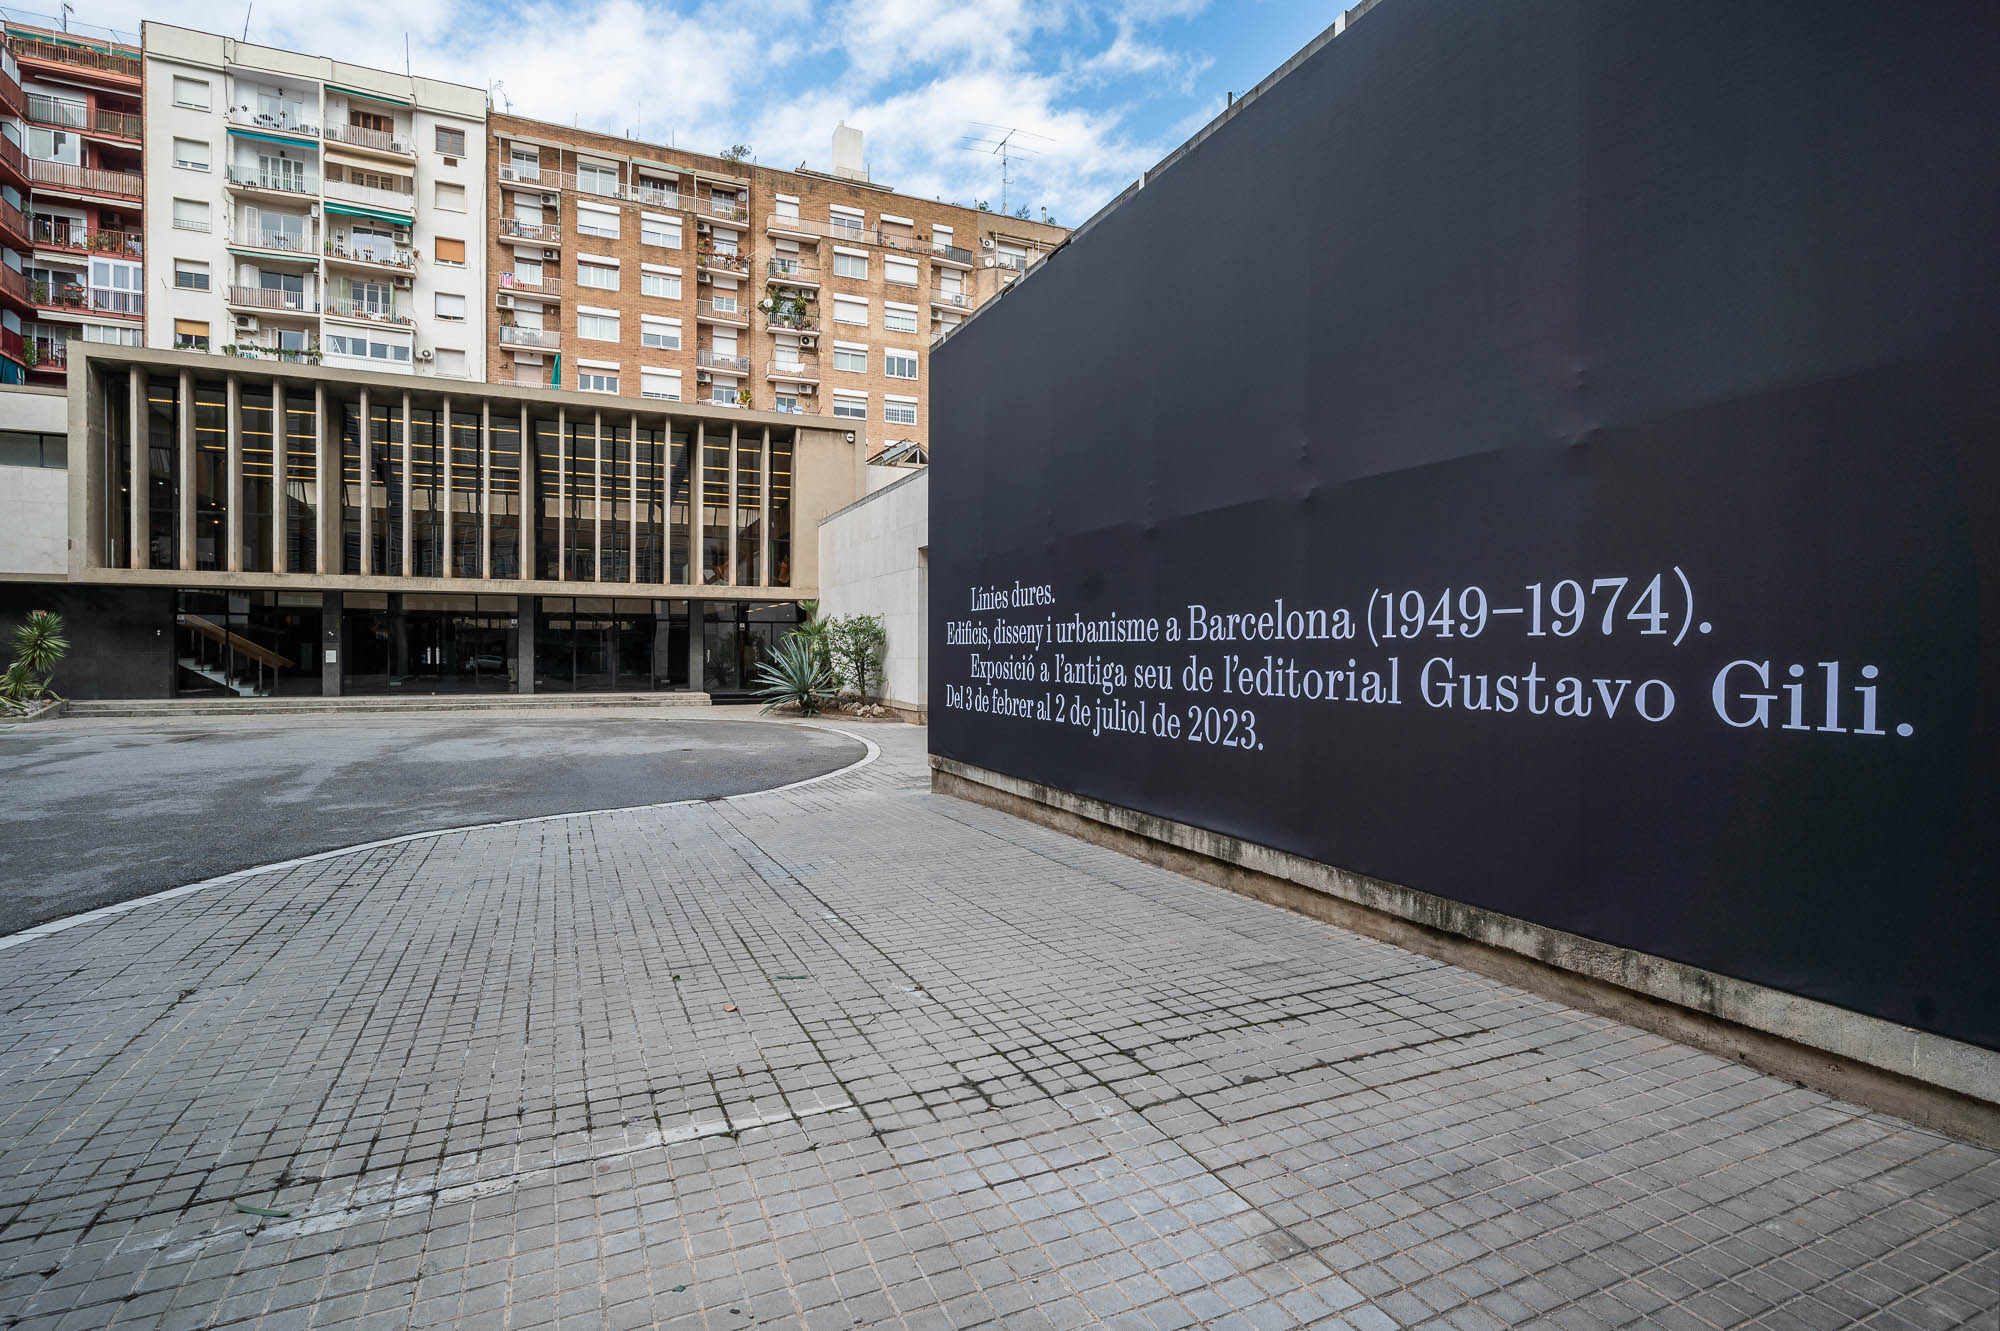 Línies dures.
Edificis, disseny i urbanisme a Barcelona (1949–1974).
Exposició a l’antiga seu de l’editorial Gustavo Gili.
Del 3 de febrer al 2 de juliol de 2023.